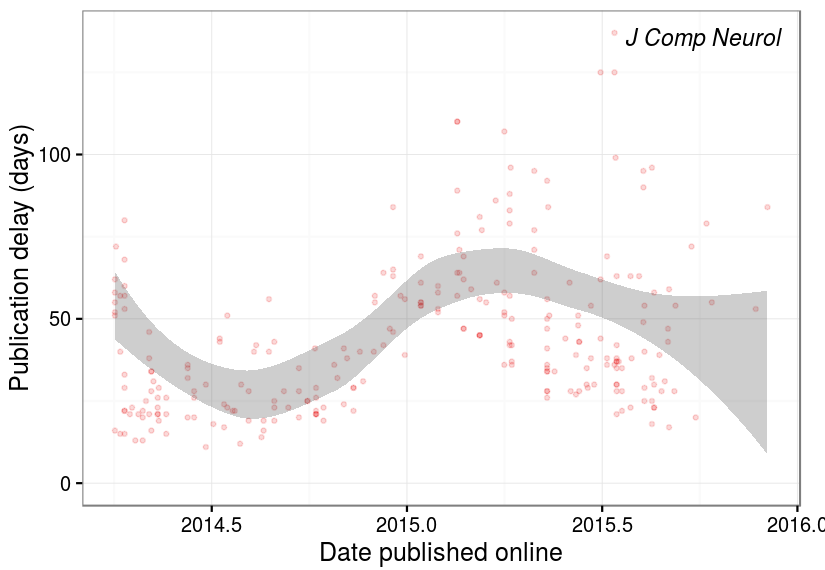 J Comp Neurol
Publication delay (days)
100
50
0
2014.5
2015.0
2015.5
2016.0
Date published online